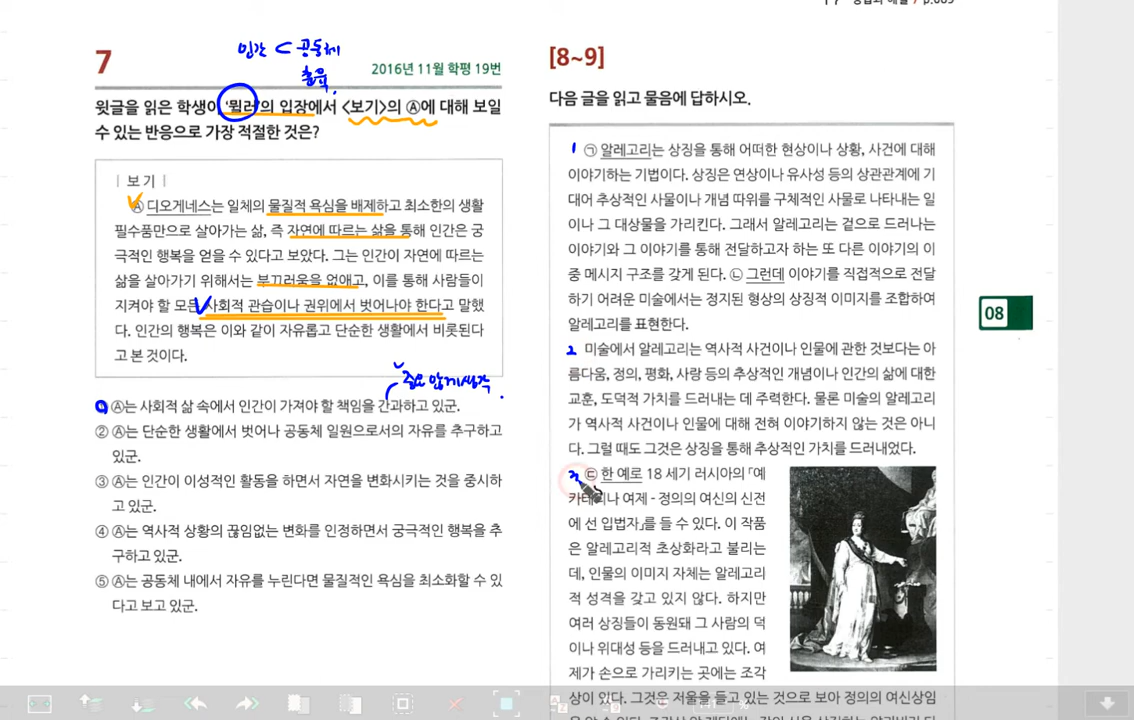 7
인간 ⊂ 공동체
2016년 11월 학평 19번
윗글을 읽은 학생이 '뮐러'의 입장에서 <보기>의 Ⓐ에 대해 보일
수 있는 반응으로 가장 적절한 것은?
| 보 기 |
Ⓐ 디오게네스는 일체의 물질적 욕심을 배제하고 최소한의 생활
필수품만으로 살아가는 삶, 즉 자연에 따르는 삶을 통해 인간은 궁
극적인 행복을 얻을 수 있다고 보았다. 그는 인간이 자연에 따르는
삶을 살아가기 위해서는 부끄러움을 없애고, 이를 통해 사람들이
지켜야 할 모든 사회적 관습이나 권위에서 벗어나야 한다고 말했
다. 인간의 행복은 이와 같이 자유롭고 단순한 생활에서 비롯된다
고 본 것이다.
중요 않게 생각
① Ⓐ는 사회적 삶 속에서 인간이 가져야 할 책임을 간과하고 있군.
② Ⓐ는 단순한 생활에서 벗어나 공동체 일원으로서의 자유를 추구하고
있군.
③ Ⓐ는 인간이 이성적인 활동을 하면서 자연을 변화시키는 것을 중시하
고 있군.
④ Ⓐ는 역사적 상황의 끊임없는 변화를 인정하면서 궁극적인 행복을 추
구하고 있군.
⑤ Ⓐ는 공동체 내에서 자유를 누린다면 물질적인 욕심을 최소화할 수 있
다고 보고 있군.
[8~9]
다음 글을 읽고 물음에 답하시오.
1 ㉠ 알레고리는 상징을 통해 어떠한 현상이나 상황, 사건에 대해
이야기하는 기법이다. 상징은 연상이나 유사성 등의 상관관계에 기
대어 추상적인 사물이나 개념 따위를 구체적인 사물로 나타내는 일
이나 그 대상물을 가리킨다. 그래서 알레고리는 겉으로 드러나는
이야기와 그 이야기를 통해 전달하고자 하는 또 다른 이야기의 이
중 메시지 구조를 갖게 된다. ㉡ 그런데 이야기를 직접적으로 전달
하기 어려운 미술에서는 정지된 형상의 상징적 이미지를 조합하여
알레고리를 표현한다.
2 미술에서 알레고리는 역사적 사건이나 인물에 관한 것보다는 아
름다움, 정의, 평화, 사랑 등의 추상적인 개념이나 인간의 삶에 대한
교훈, 도덕적 가치를 드러내는 데 주력한다. 물론 미술의 알레고리
가 역사적 사건이나 인물에 대해 전혀 이야기하지 않는 것은 아니
다. 그럴 때도 그것은 상징을 통해 추상적인 가치를 드러내었다.
3 ㉢ 한 예로 18 세기 러시아의 「예
카테리나 여제 - 정의의 여신의 신전
에 선 입법자」를 들 수 있다. 이 작품
은 알레고리적 초상화라고 불리는
데, 인물의 이미지 자체는 알레고리
적 성격을 갖고 있지 않다. 하지만
여러 상징들이 동원돼 그 사람의 덕
이나 위대성 등을 드러내고 있다. 여
제가 손으로 가리키는 곳에는 조각
상이 있다. 그것은 저울을 들고 있는 것으로 보아 정의의 여신상임
08